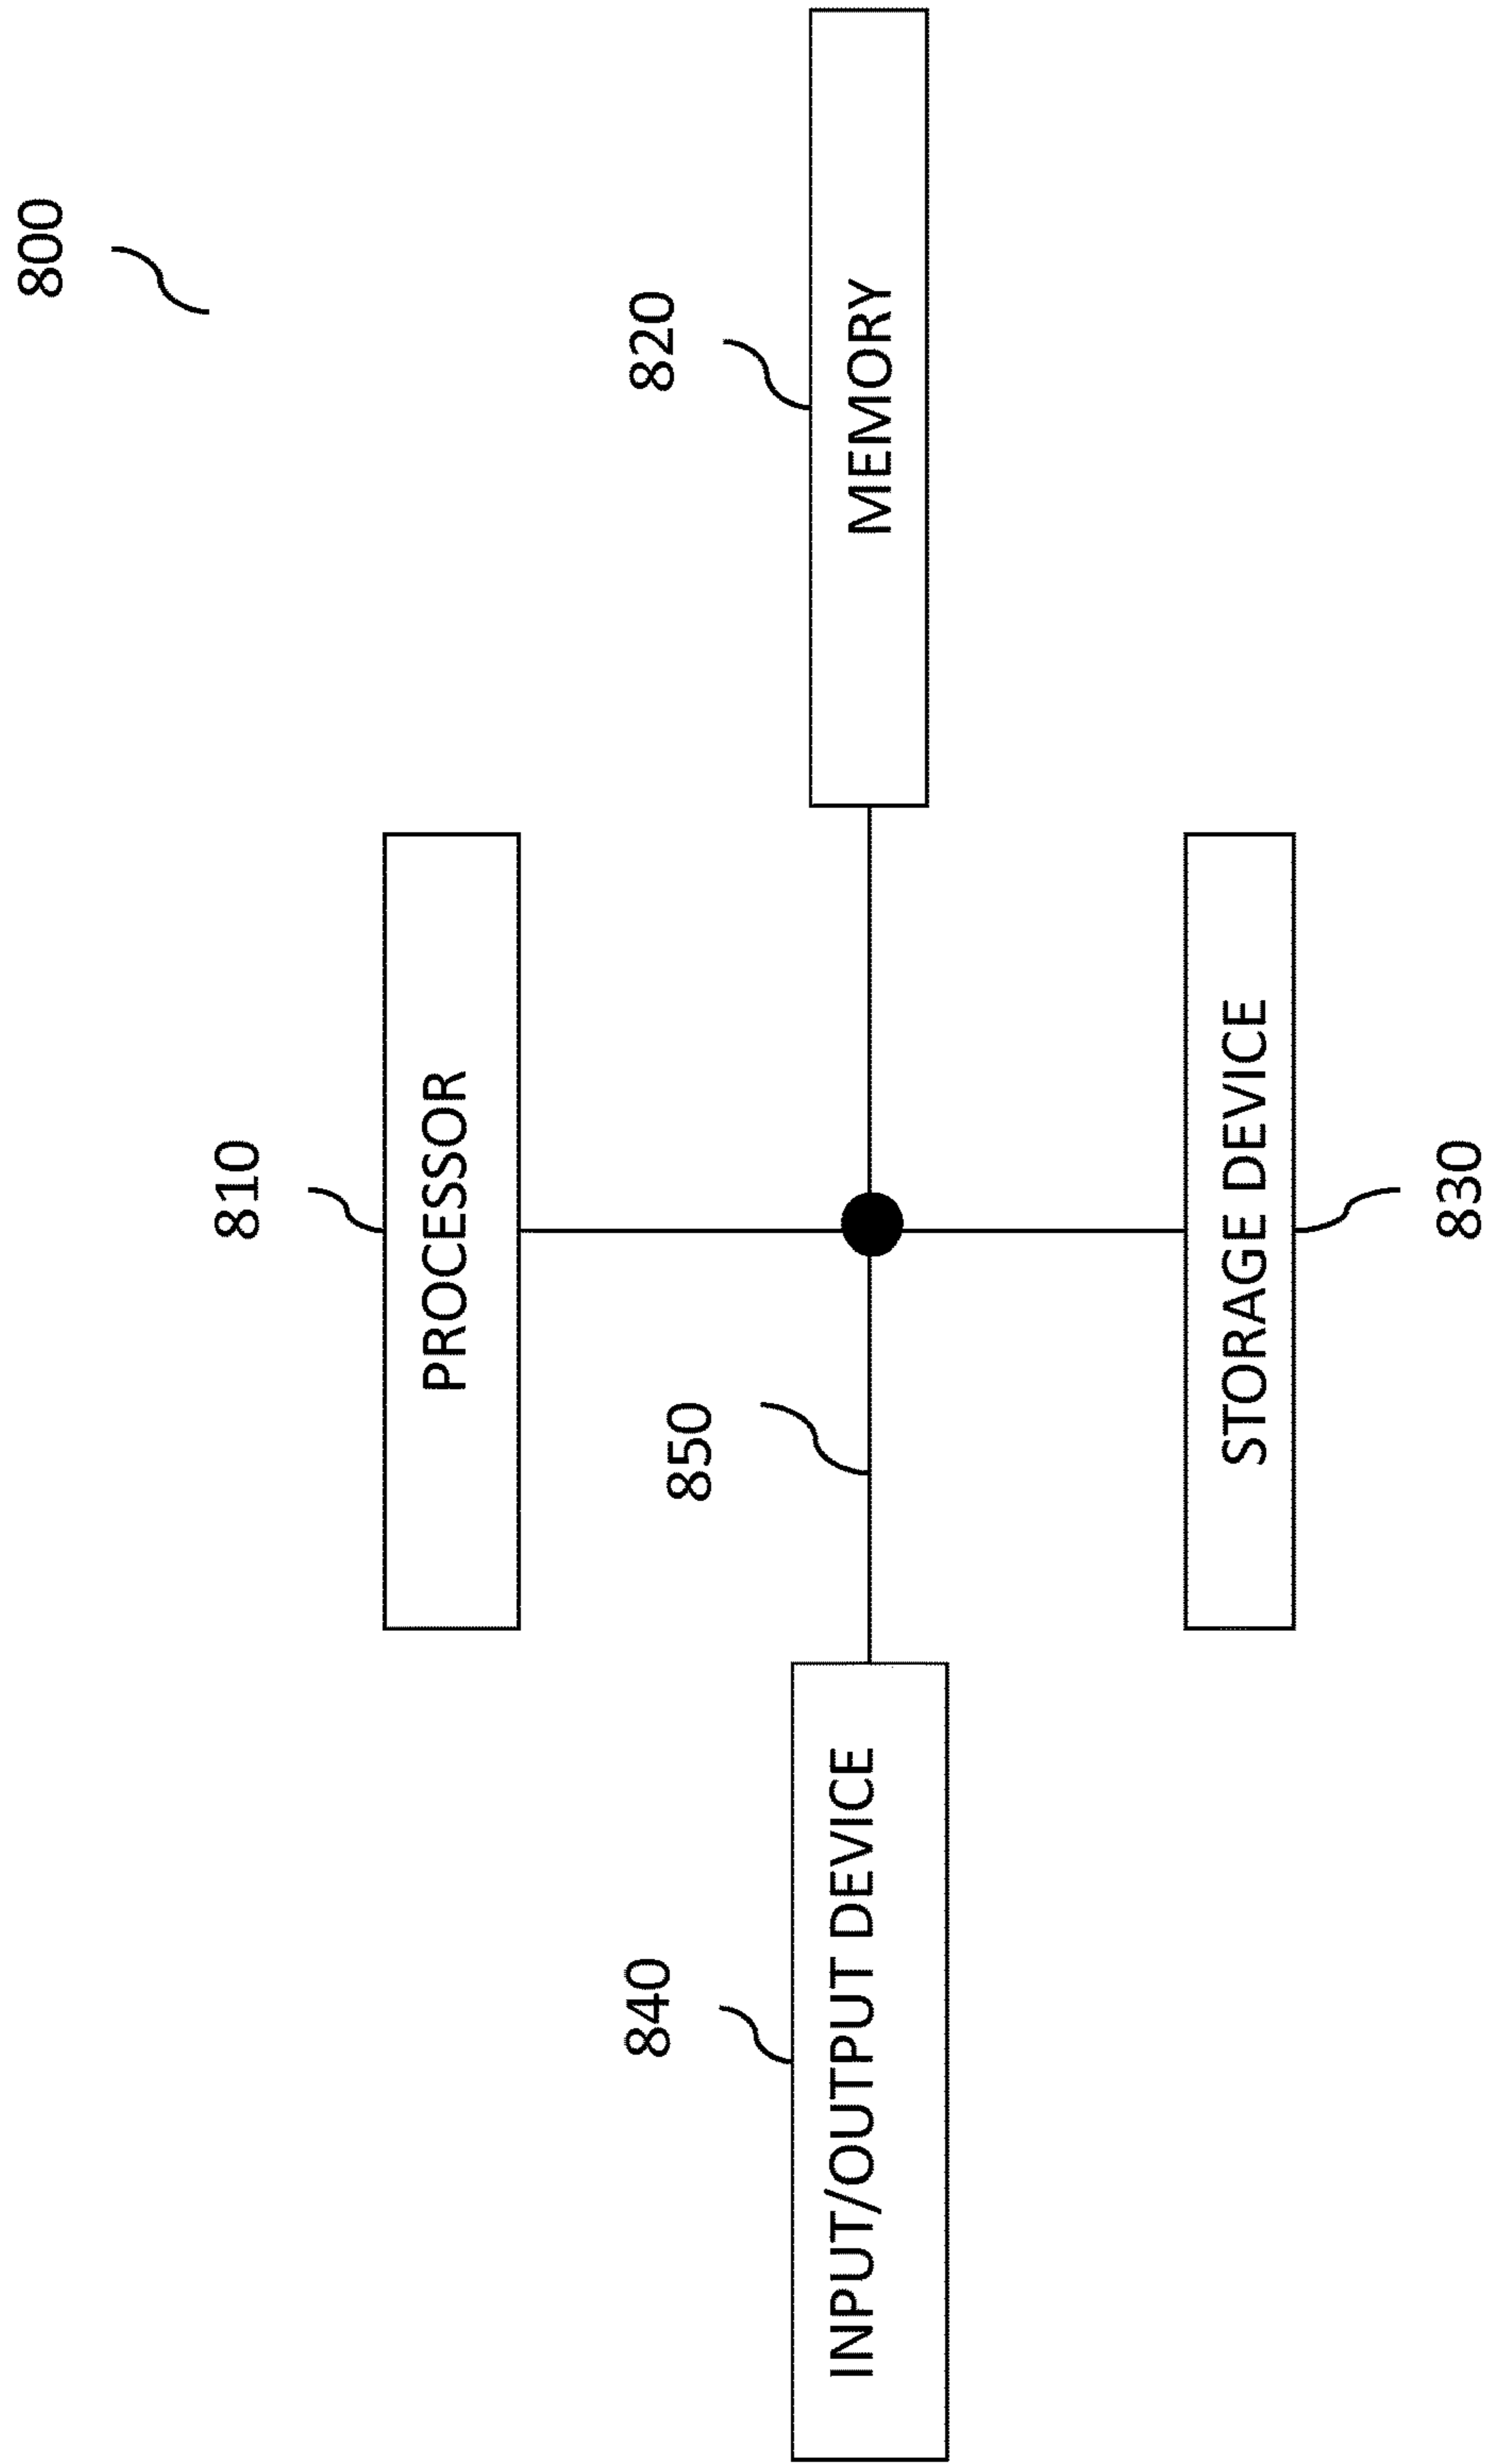 800
810
PROCESSOR
820
MEMORY
850
840
INPUT/OUTPUT DEVICE
STORAGE DEVICE
830